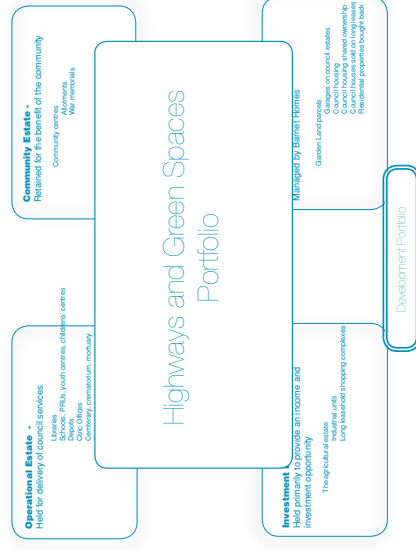 Operational Estate -
Held for delivery of council services
Libraries
Schools, PRUs, youth centres, childrens' centres
Depots
Civic Offices
Cemterary, crematorium, mortuary
Community Estate -
Retained for the benefit of the community
Community centres
Allotments
War memorials
Highways and Green Spaces
Portfolio
Investment
Held primarily to provide an income and
investment opportunity
The agricultural estate
Industrial units
Long leasehold shopping complexes
Managed by Barnet Homes
Garden Land parcels
Garages on council estates
Council housing
Council housing shared ownership
Council houses sold on long leases
Residential properties bought back
Development Portfolio